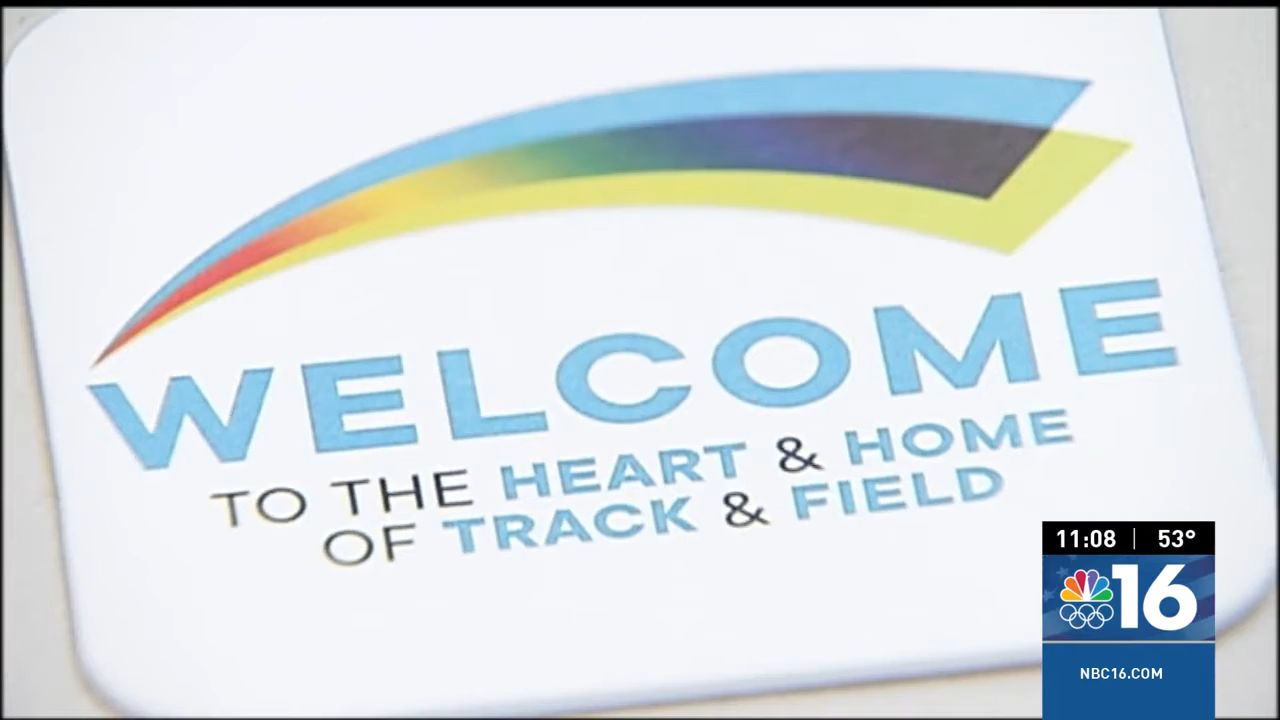 WELCOME
TO THE HEART & HOME
OF TRACK & FIELD
11:08 | 53°
16
NBC16.COM